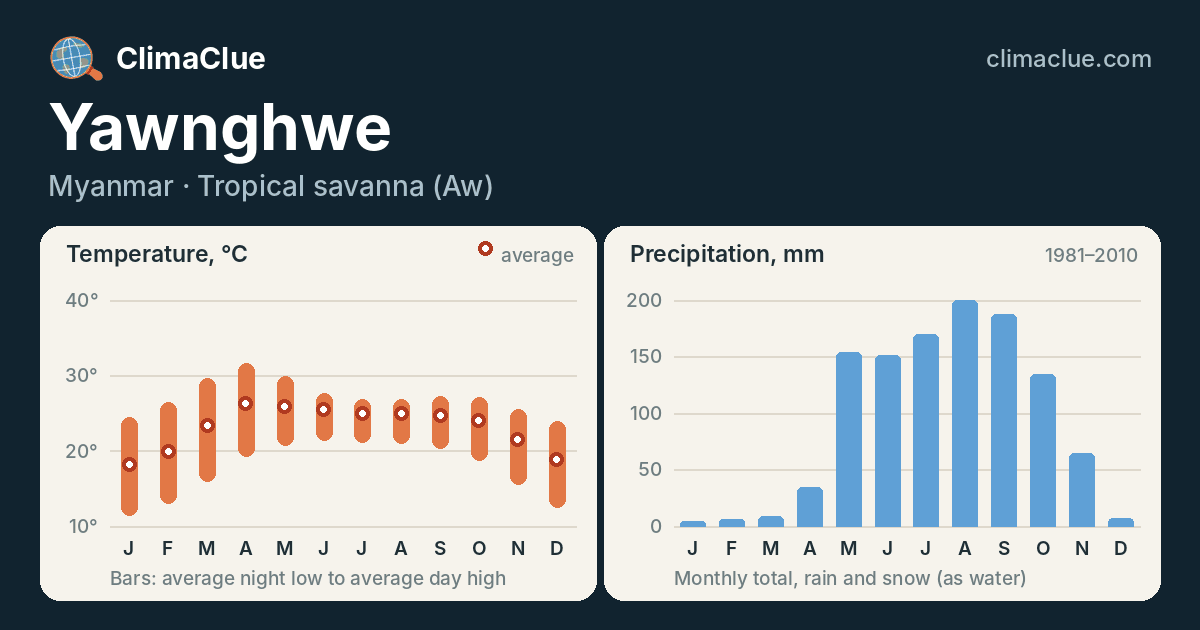 ClimaClue
climaclue.com
Yawnghwe
Myanmar · Tropical savanna (Aw)
Temperature, °C
average
40°
30°
20°
10°
J F M A M J J A S O N D
Bars: average night low to average day high
Precipitation, mm
1981–2010
200
150
100
50
0
J F M A M J J A S O N D
Monthly total, rain and snow (as water)